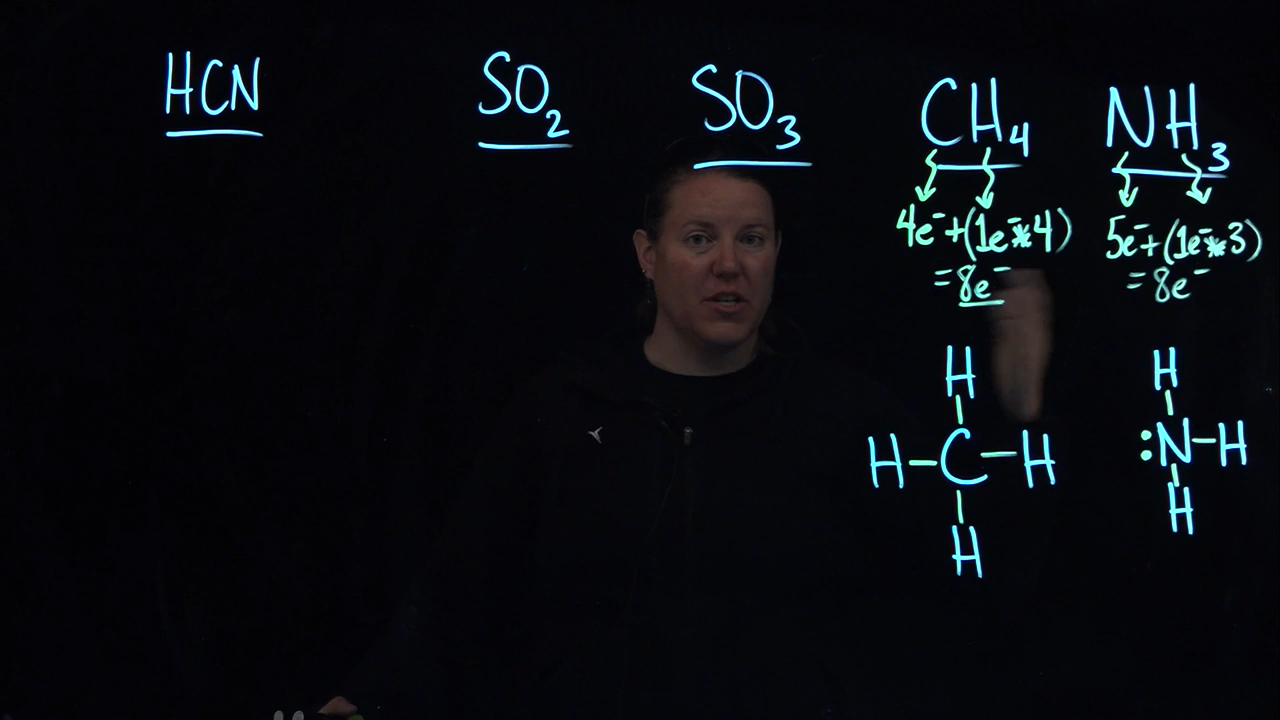 HCN
SO₂
SO₃
CH₄
4e⁻+(1e⁻*4)
=8e⁻
H
H-C-H
H
NH₃
5e⁻+(1e⁻*3)
=8e⁻
H
:N-H
H